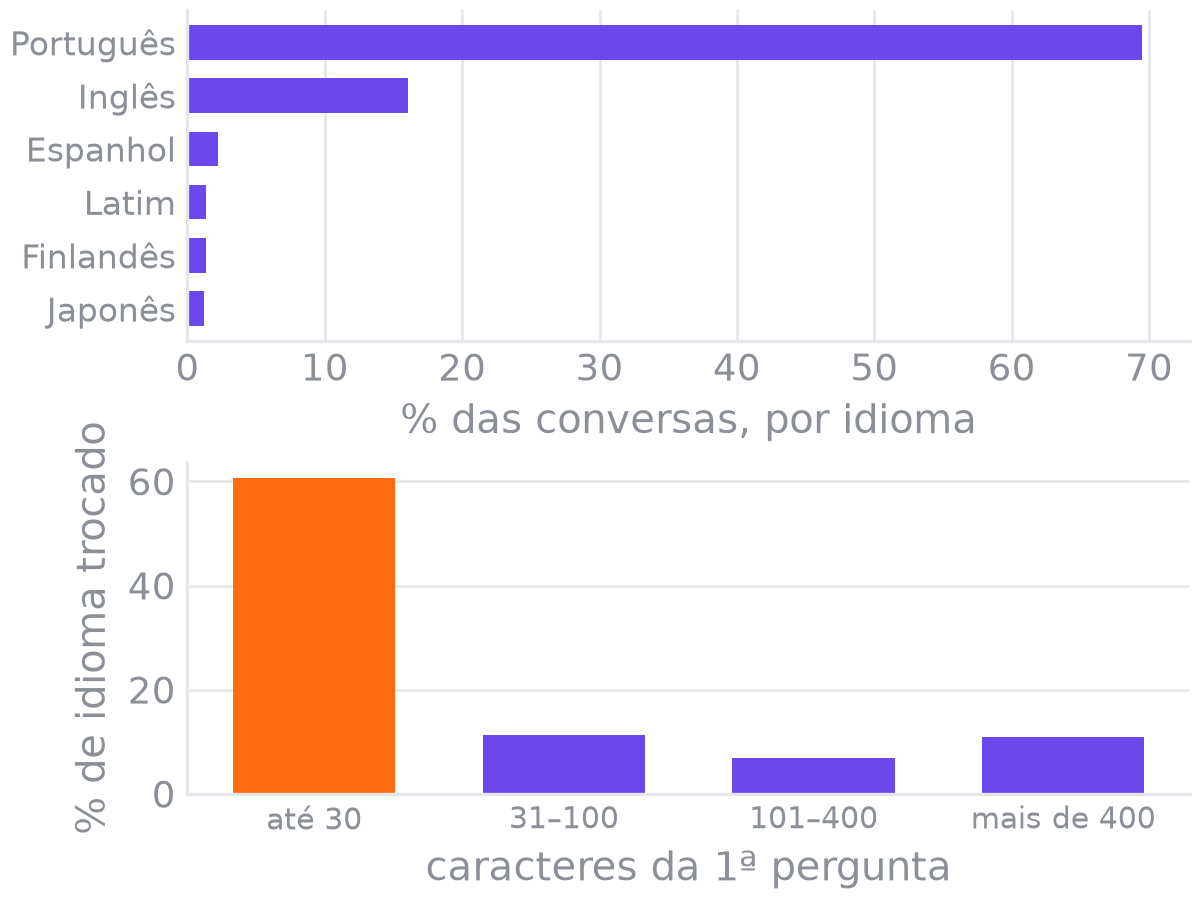 Português
Inglês
Espanhol
Latim
Finlandês
Japonês
0 10 20 30 40 50 60 70
% das conversas, por idioma
% de idioma trocado
60
40
20
0
até 30 31–100 101–400 mais de 400
caracteres da 1ª pergunta